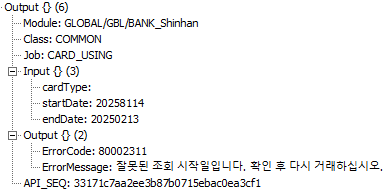 Output {} (6)
Module: GLOBAL/GBL/BANK_Shinhan
Class: COMMON
Job: CARD_USING
Input {} (3)
cardType:
startDate: 20258114
endDate: 20250213
Output {} (2)
ErrorCode: 80002311
ErrorMessage: 잘못된 조회 시작일입니다. 확인 후 다시 거래하십시오.
API_SEQ: 33171c7aa2ee3b87b0715ebac0ea3cf1